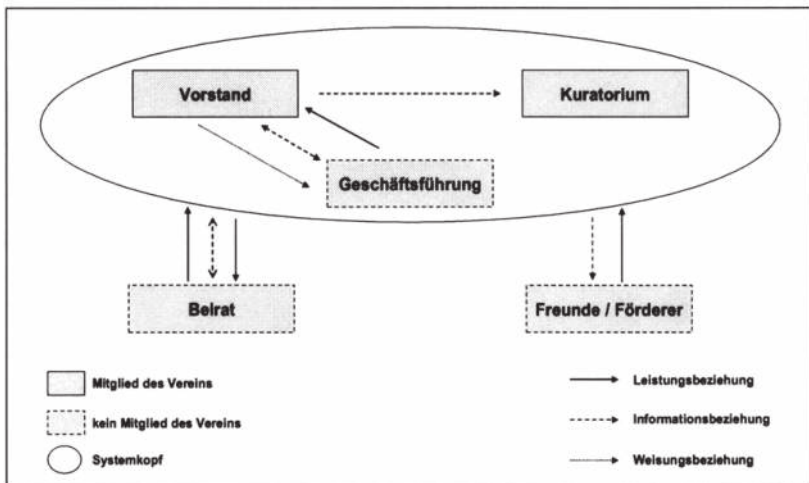 Vorstand
Kuratorium
Geschäftsführung
Beirat
Freunde / Förderer
Mitglied des Vereins
kein Mitglied des Vereins
Systemkopf
Leistungsbeziehung
Informationsbeziehung
Weisungsbeziehung